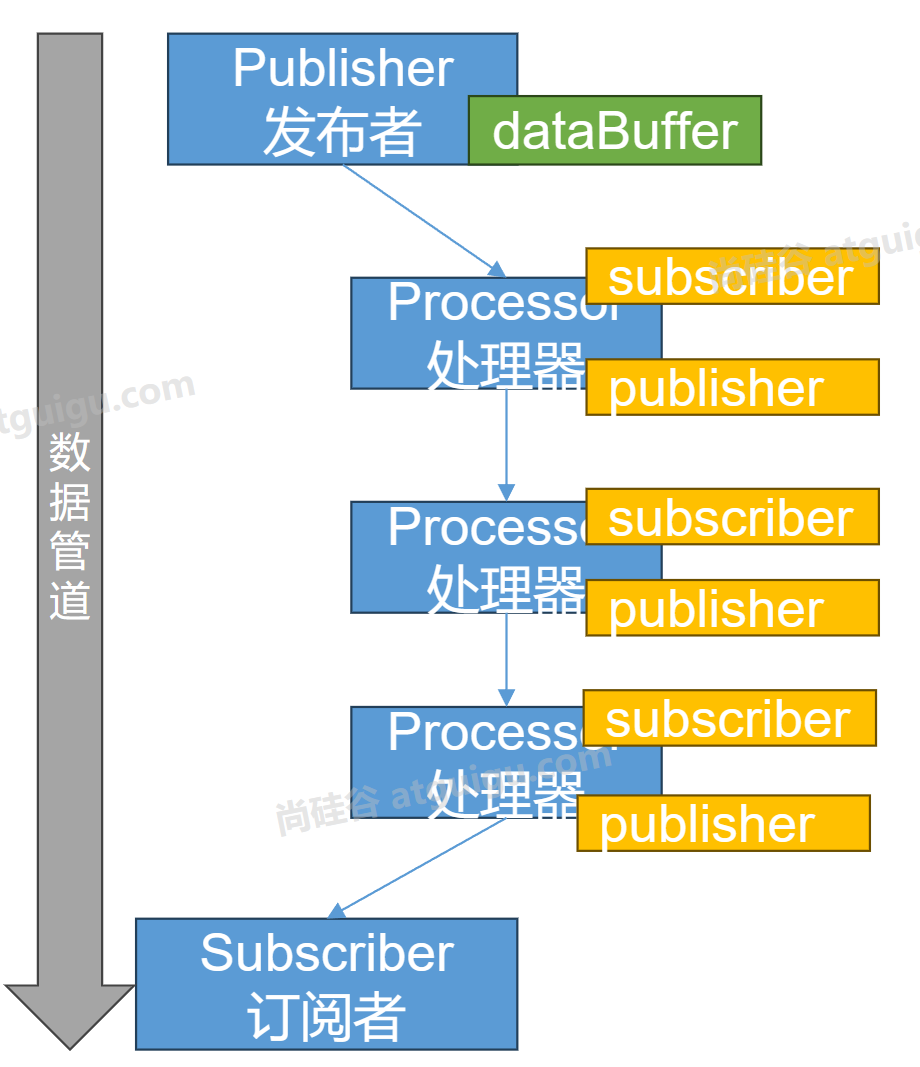 Publisher
发布者
dataBuffer
subscriber
尚硅谷 atguig
Processor
处理器
publisher
atguigu.com
数据管道
subscriber
Processor
处理器
publisher
subscriber
Processor
处理器
尚硅谷 atguigu.com
publisher
Subscriber
订阅者